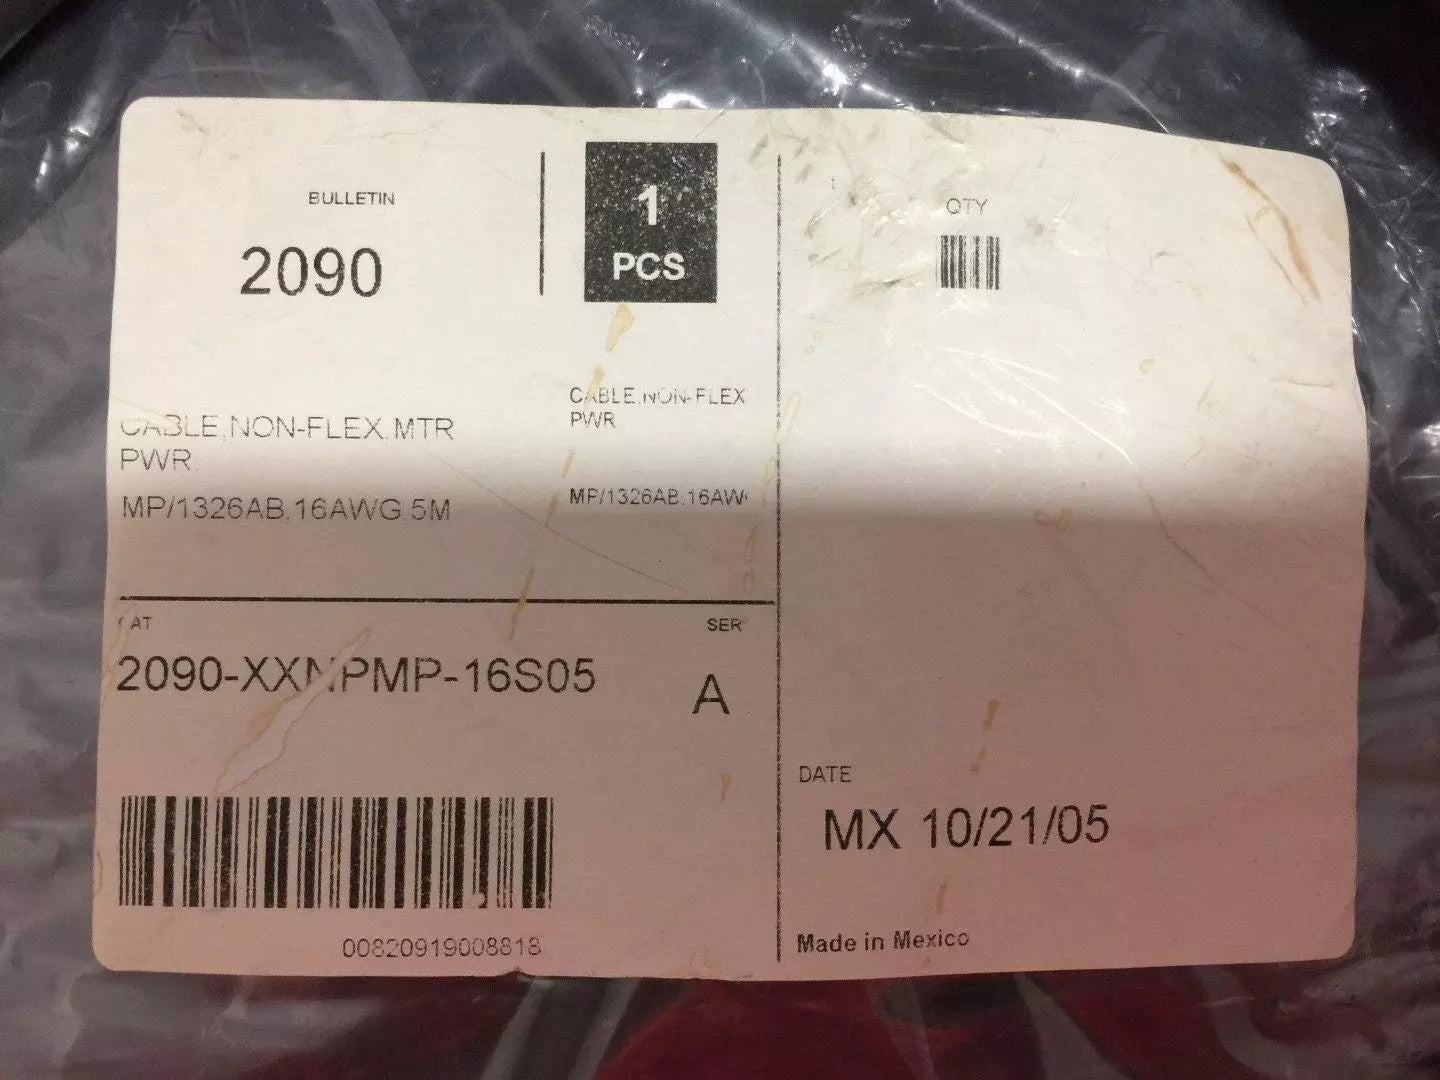 BULLETIN
2090
1
PCS
QTY
CABLE,NON-FLEX,MTR
PWR,
MP/1326AB,16AWG,5M
CABLE,NON-FLEX
PWR
MP/1326AB,16AW
CAT
SER
2090-XXNPMP-16S05
A
00820919008818
DATE
MX 10/21/05
Made in Mexico